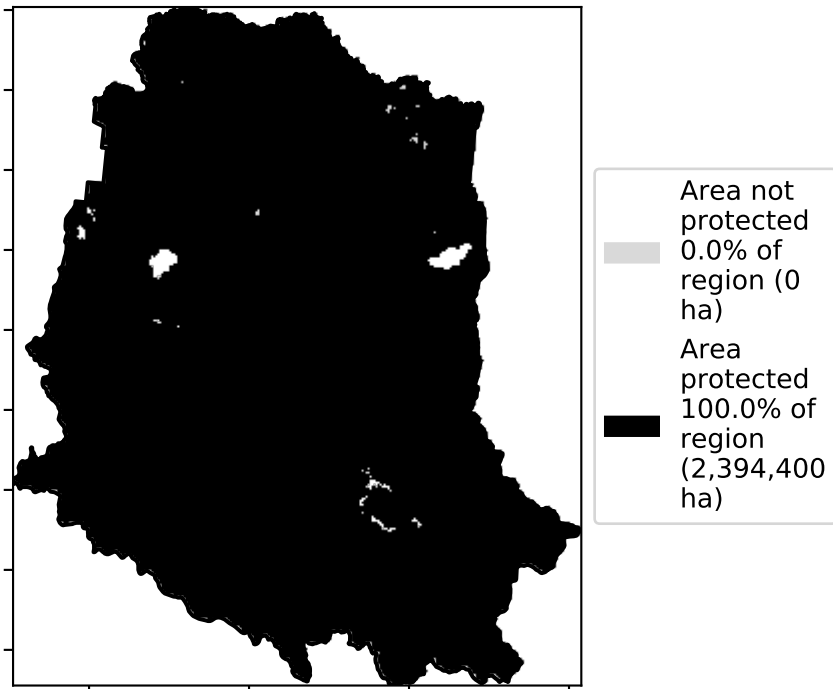 Area not
protected
0.0% of
region (0
ha)
Area
protected
100.0% of
region
(2,394,400
ha)